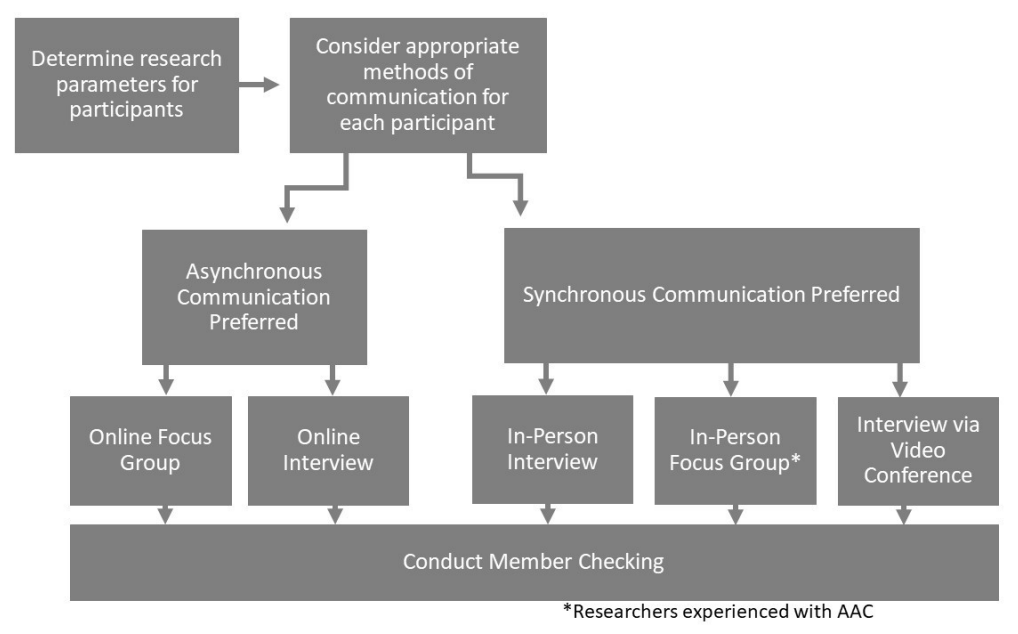 Determine research
parameters for
participants
Consider appropriate
methods of
communication for
each participant
Asynchronous
Communication
Preferred
Synchronous Communication Preferred
Online Focus
Group
Online
Interview
In-Person
Interview
In-Person
Focus Group*
Interview via
Video
Conference
Conduct Member Checking
*Researchers experienced with AAC